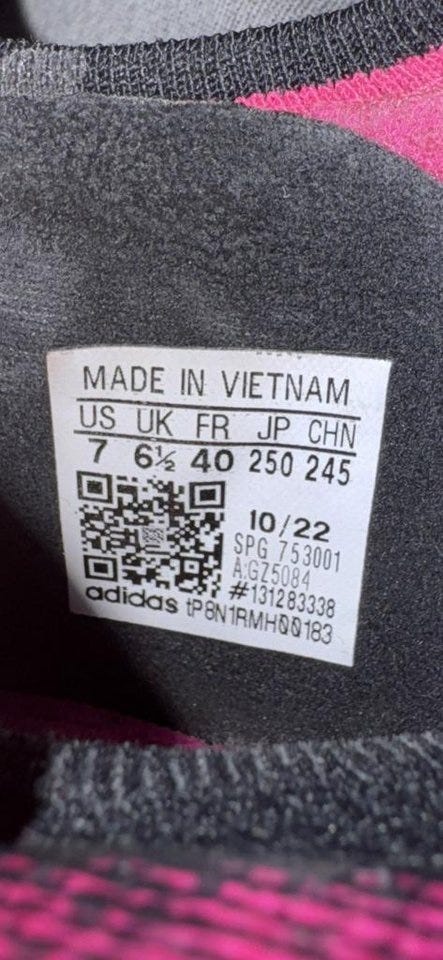 MADE IN VIETNAM
US UK FR JP CHN
7 6½ 40 250 245
10/22
SPG 753001
A:GZ5084
#131283338
adidas tP8N1RMH00183